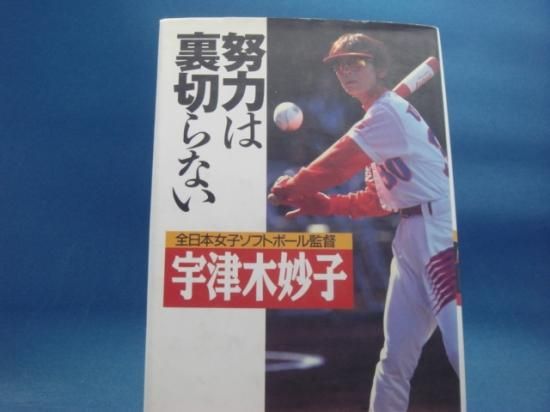 努力は
裏切らない
全日本女子ソフトボール監督
宇津木妙子
30